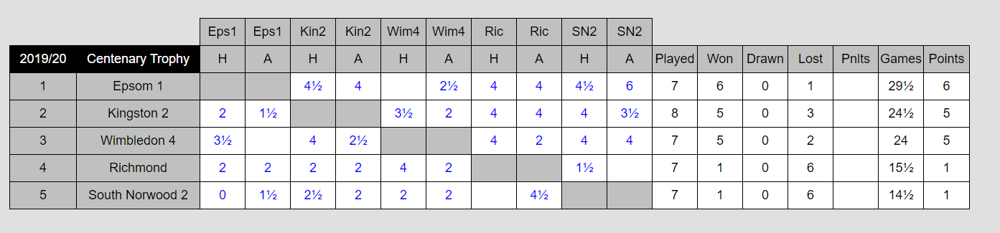 Eps1 Eps1 Kin2 Kin2 Wim4 Wim4 Ric Ric SN2 SN2
2019/20 Centenary Trophy H A H A H A H A H A Played Won Drawn Lost Pnlts Games Points
1 Epsom 1 4½ 4 2½ 4 4 4½ 6 7 6 0 1 29½ 6
2 Kingston 2 2 1½ 3½ 2 4 4 4 3½ 8 5 0 3 24½ 5
3 Wimbledon 4 3½ 4 2½ 4 2 4 4 7 5 0 2 24 5
4 Richmond 2 2 2 2 4 2 1½ 7 1 0 6 15½ 1
5 South Norwood 2 0 1½ 2½ 2 2 2 4½ 7 1 0 6 14½ 1